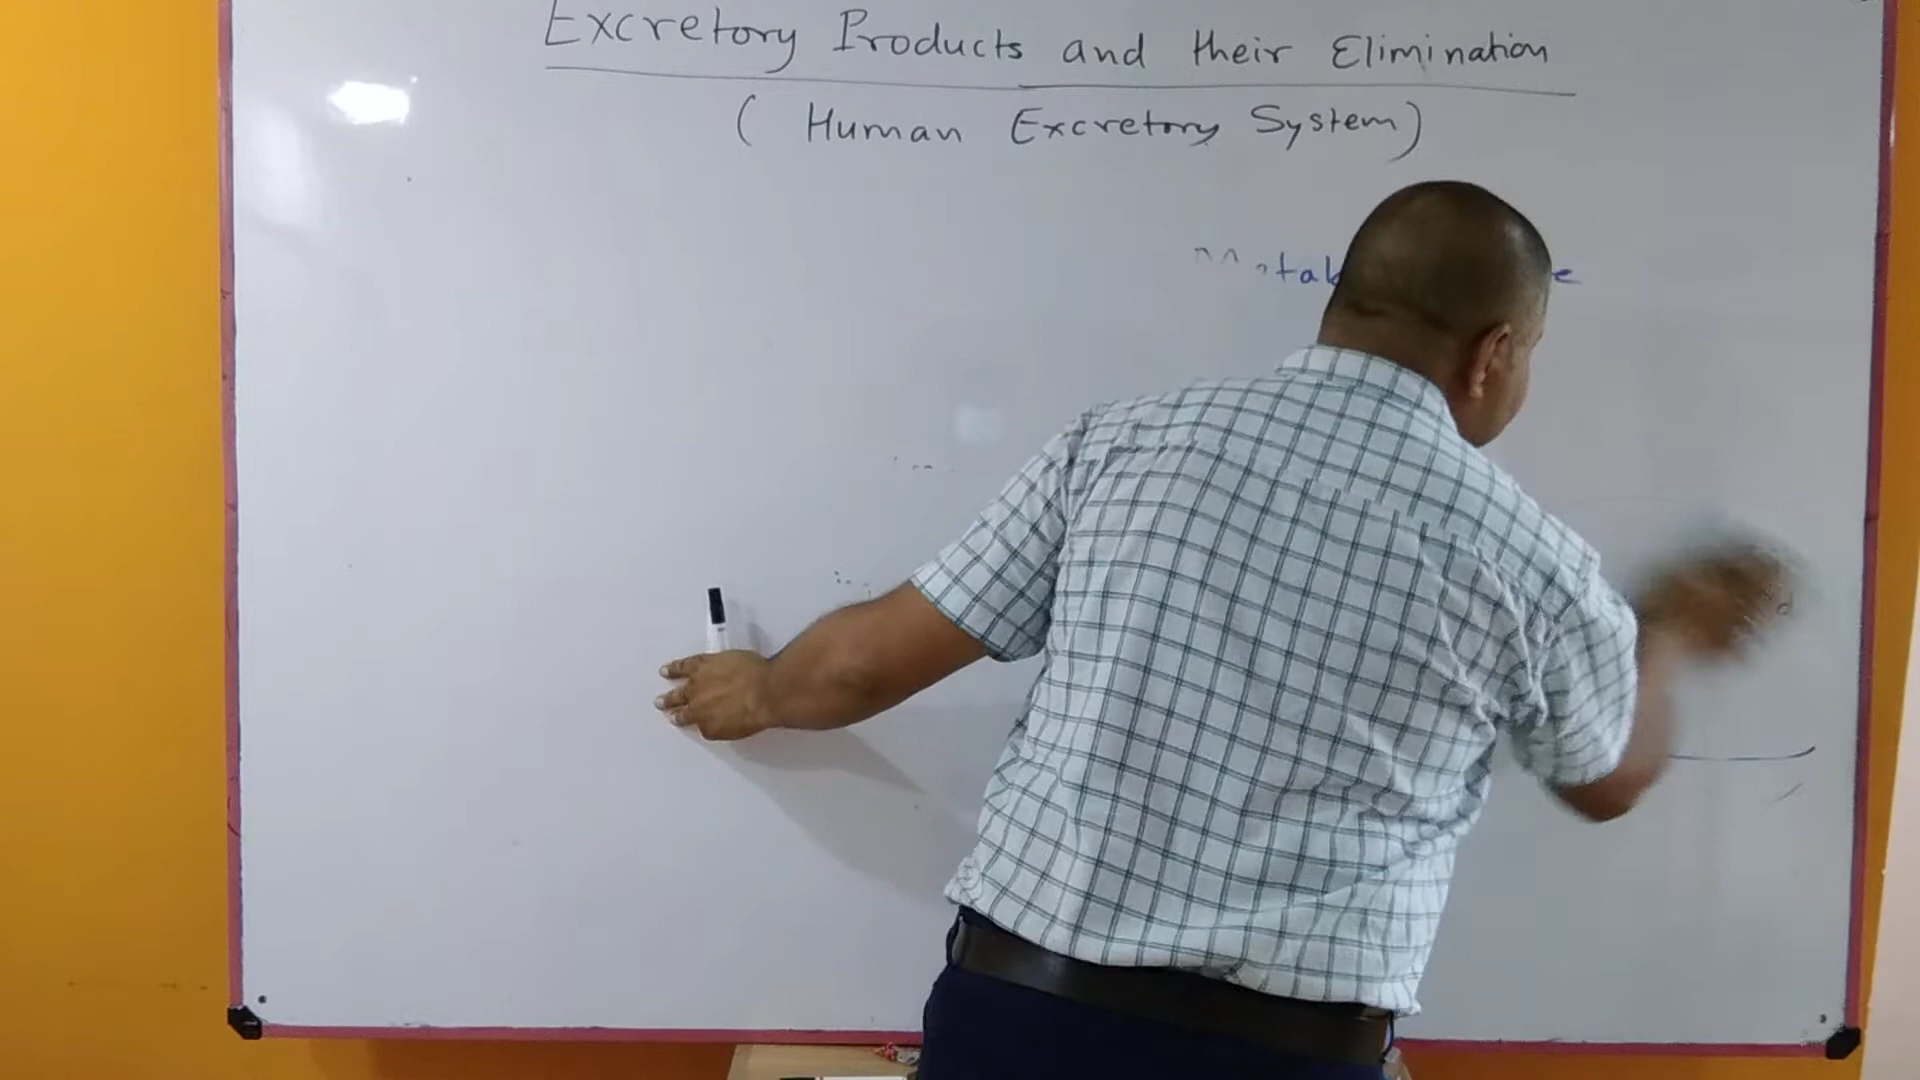 Excretory Products and their Elimination
( Human Excretory System )